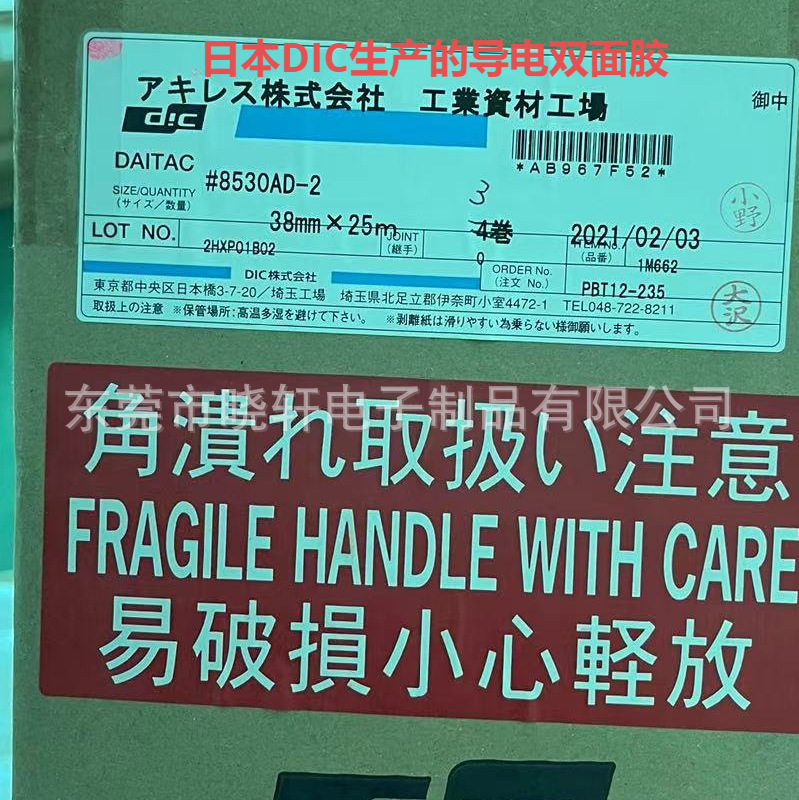 日本DIC生产的导电双面胶
アキレス株式会社 工業資材工場 御中
dic
*AB967F52*
DAITAC #8530AD-2
SIZE/QUANTITY
(サイズ/数量)
38mm×25m
3
4巻
2021/02/03
小野
LOT NO.
2HXP01B02
JOINT
(継手)
0
ITEM No.
(品番)
1M662
ORDER No.
(注文 No.)
PBT12-235
DIC株式会社
東京都中央区日本橋3-7-20/埼玉工場 埼玉県北足立郡伊奈町小室4472-1 TEL048-722-8211
大沢
取扱上の注意 ※保管場所:高温多湿を避けて下さい。 ※剥離紙は滑りやすい為乗らない様御願いします。
东莞市晓轩电子制品有限公司
角潰れ取扱い注意
FRAGILE HANDLE WITH CARE
易破損小心軽放